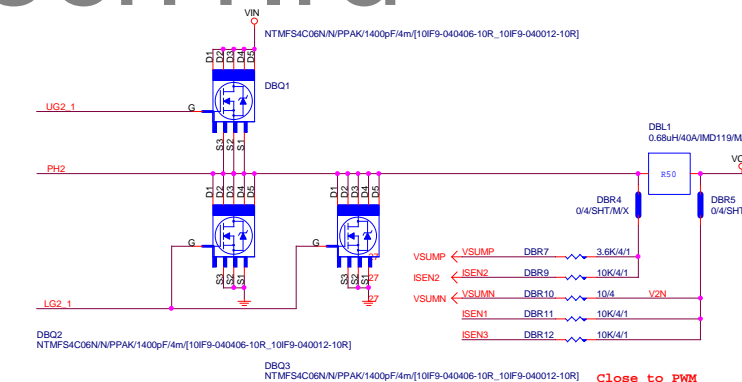 VIN
NTMFS4C06N/N/PPAK/1400pF/4m/[10IF9-040406-10R_10IF9-040012-10R]
D1 D2 D3 D4 D5
DBQ1
UG2_1
G
S3 S2 S1
DBL1
0.68uH/40A/IMD119/M
PH2
R50
D1 D2 D3 D4 D5
D1 D2 D3 D4 D5
DBR4
0/4/SHT/M/X
DBR5
0/4/SHT
G
G
VSUMP VSUMP DBR7 3.6K/4/1
27
S3 S2 S1
S3 S2 S1
ISEN2 ISEN2 DBR9 10K/4/1
27
VSUMN VSUMN DBR10 10/4 V2N
27
LG2_1
ISEN1 DBR11 10K/4/1
ISEN3 DBR12 10K/4/1
DBQ2
NTMFS4C06N/N/PPAK/1400pF/4m/[10IF9-040406-10R_10IF9-040012-10R]
DBQ3
NTMFS4C06N/N/PPAK/1400pF/4m/[10IF9-040406-10R_10IF9-040012-10R]
Close to PWM